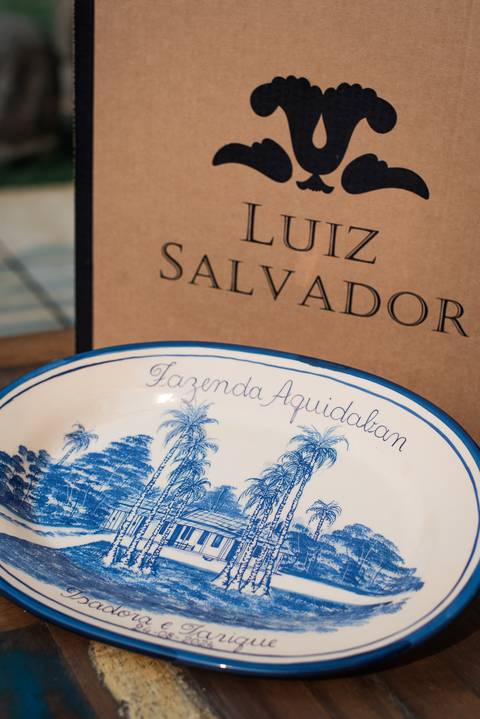 LUIZ
SALVADOR
Fazenda Aquidaban
Isadora e Tarique